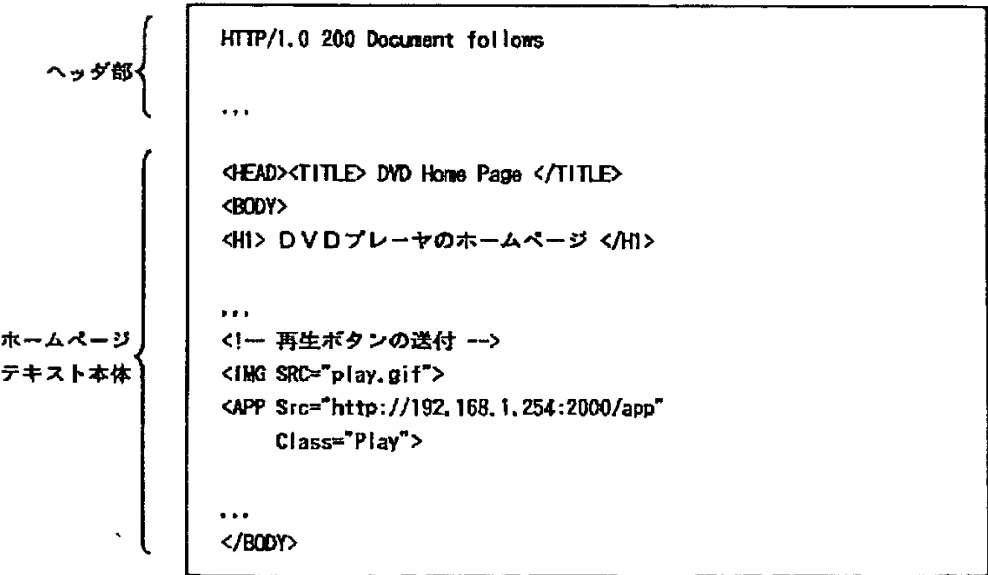 ヘッダ部
HTTP/1.0 200 Document follows
...
ホームページ
テキスト本体
<HEAD><TITLE> DVD Home Page </TITLE>
<BODY>
<H1> DVDプレーヤのホームページ </H1>
...
<!-- 再生ボタンの送付 -->
<IMG SRC="play.gif">
<APP Src="http://192.168.1.254:2000/app"
Class="Play">
...
</BODY>